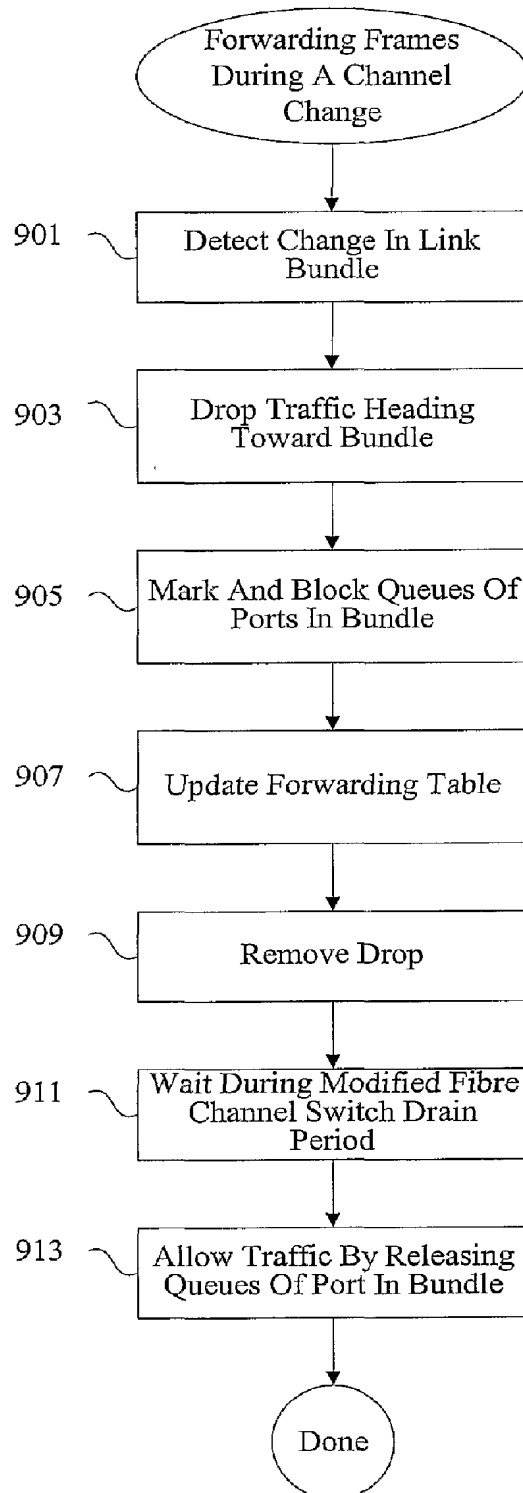 Forwarding Frames
During A Channel
Change
901
Detect Change In Link
Bundle
903
Drop Traffic Heading
Toward Bundle
905
Mark And Block Queues Of
Ports In Bundle
907
Update Forwarding Table
909
Remove Drop
911
Wait During Modified Fibre
Channel Switch Drain
Period
913
Allow Traffic By Releasing
Queues Of Port In Bundle
Done